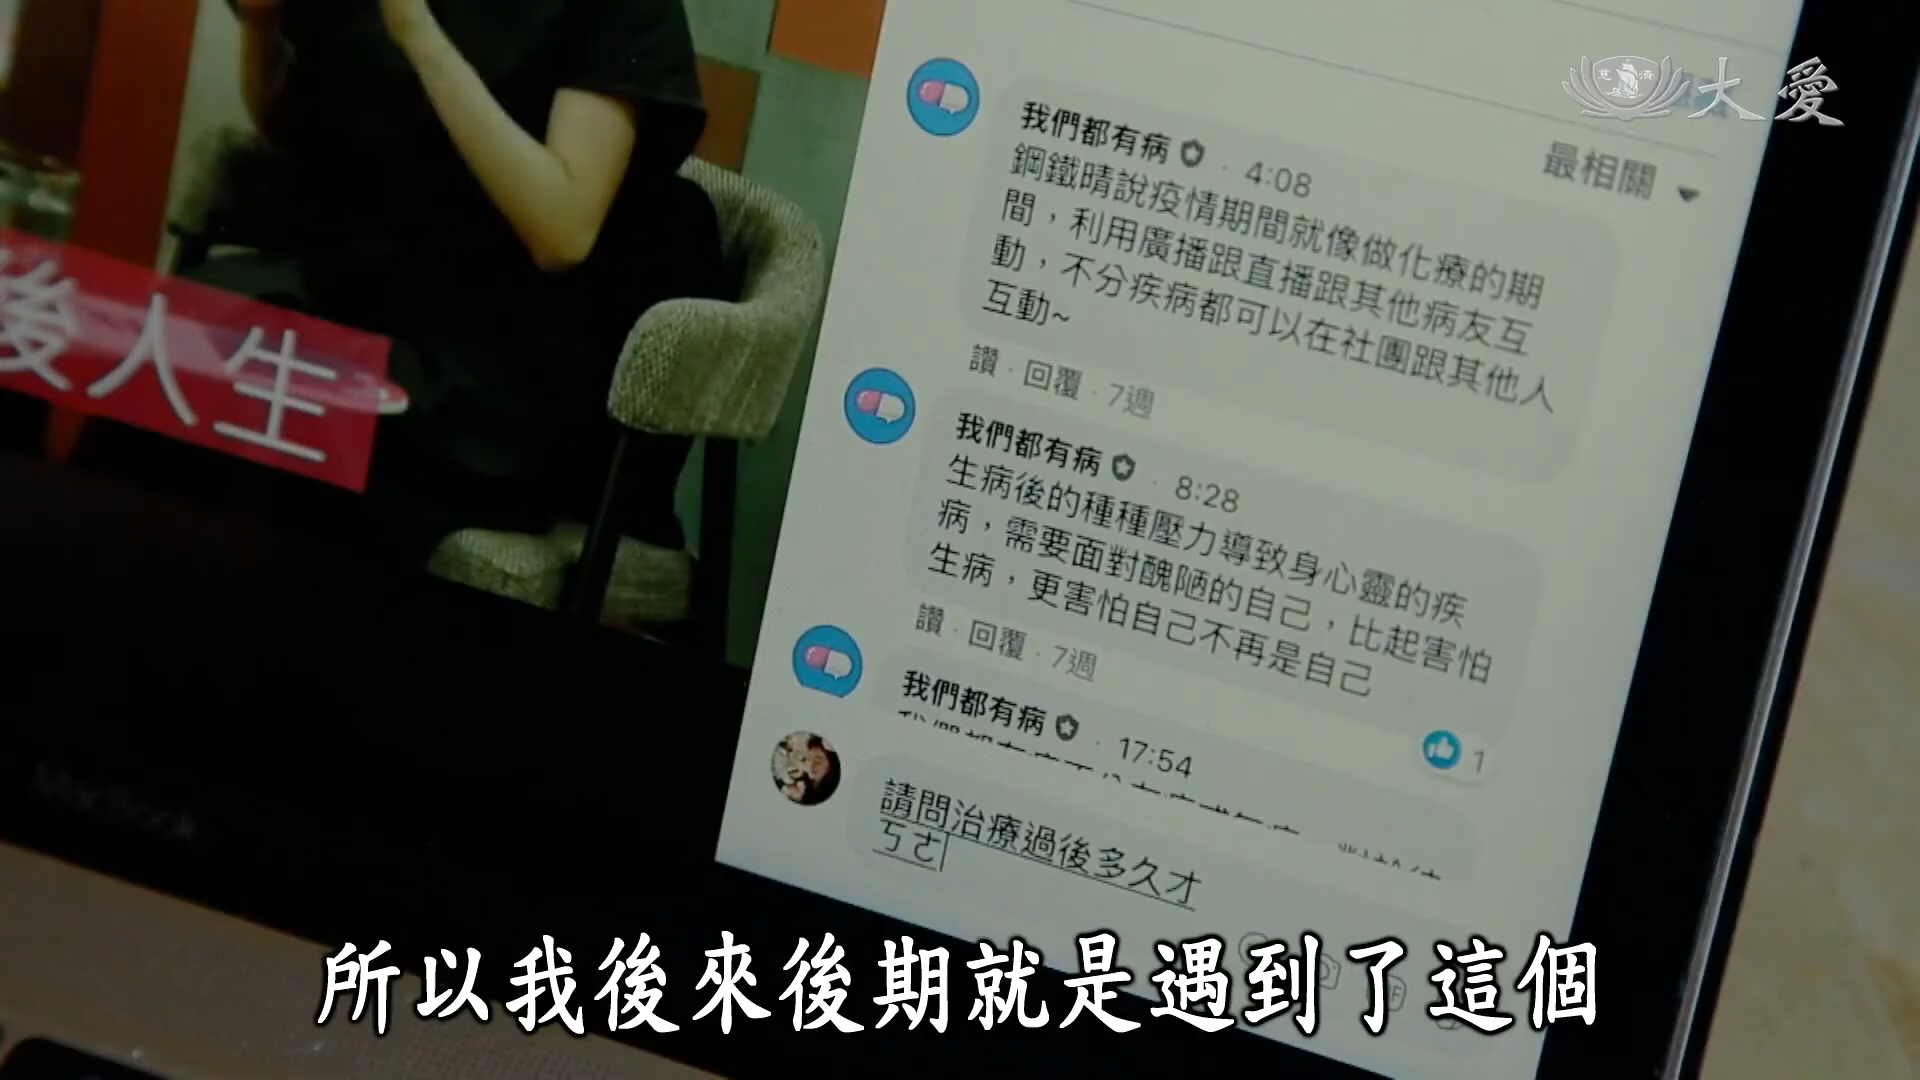 大愛
慈 濟
最相關
我們都有病 · 4:08
鋼鐵晴說疫情期間就像做化療的期
間，利用廣播跟直播跟其他病友互
動，不分疾病都可以在社團跟其他人
互動~
讚 · 回覆 · 7週
後人生
我們都有病 · 8:28
生病後的種種壓力導致身心靈的疾
病，需要面對醜陋的自己，比起害怕
生病，更害怕自己不再是自己
讚 · 回覆 · 7週
1
我們都有病 · 17:54
請問治療過後多久才
ㄎㄜ
MacBook
所以我後來後期就是遇到了這個